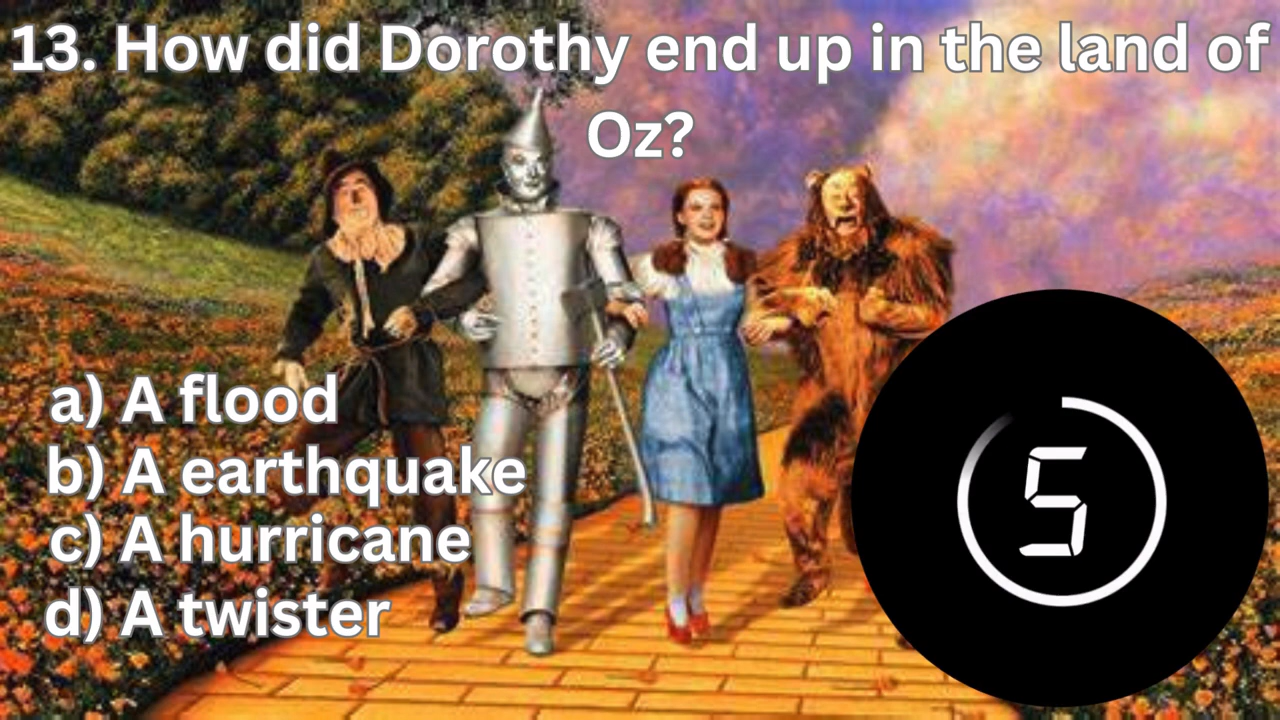 13. How did Dorothy end up in the land of
Oz?
a) A flood
b) A earthquake
c) A hurricane
d) A twister
5